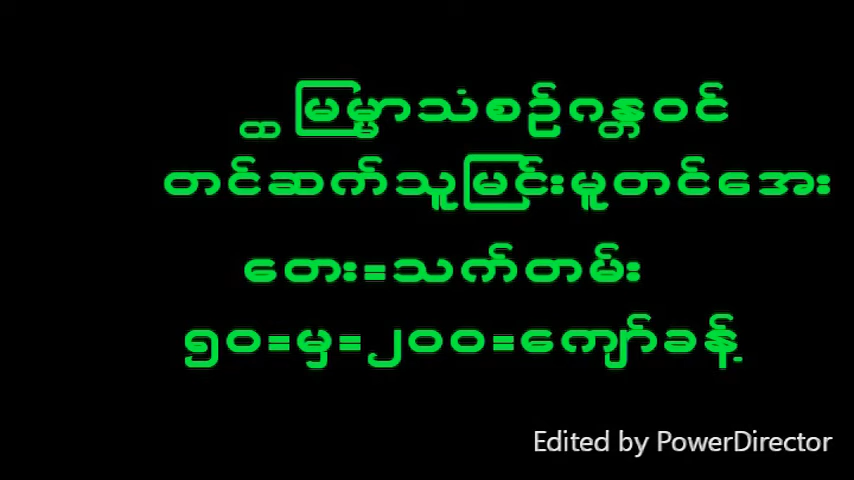 ္ထ မြမ္မာသံစဉ်ဂန္တဝင်
တင်ဆက်သူမြင်းမူတင်အေး
တေး=သက်တမ်း
၅၀=မှ=၂၀၀=ကျော်ခန့်
Edited by PowerDirector